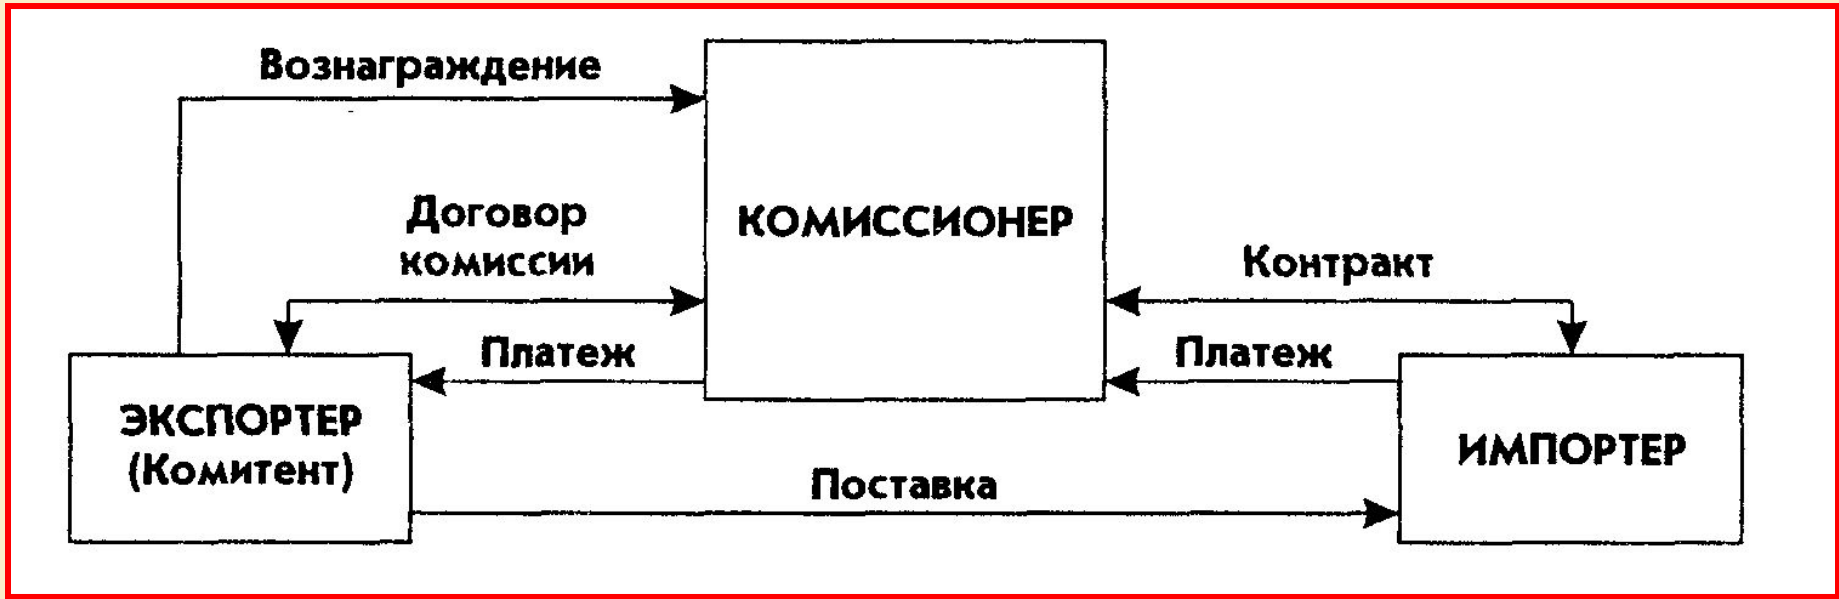 Вознаграждение
Договор
комиссии
КОМИССИОНЕР
Контракт
Платеж
Платеж
ЭКСПОРТЕР
(Комитент)
ИМПОРТЕР
Поставка